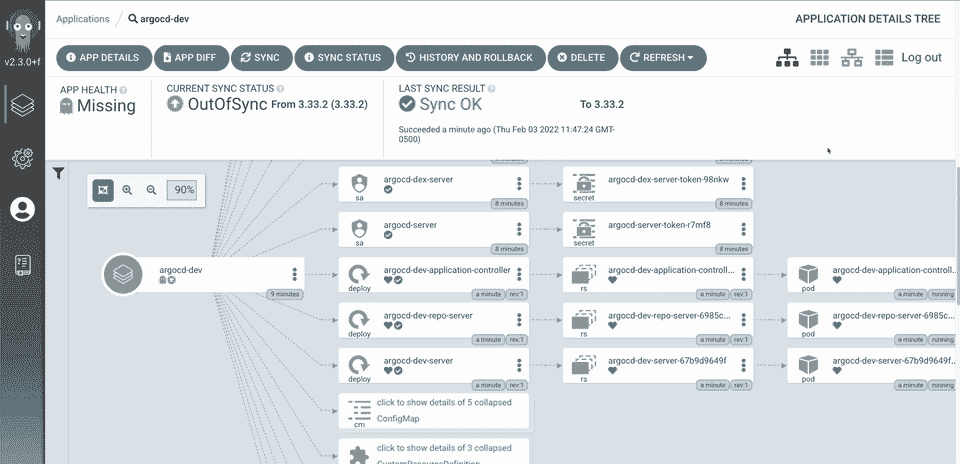 Applications
argocd-dev
APPLICATION DETAILS TREE
v2.3.0+f
APP DETAILS
APP DIFF
SYNC
SYNC STATUS
HISTORY AND ROLLBACK
DELETE
REFRESH
Log out
APP HEALTH
Missing
CURRENT SYNC STATUS
OutOfSync From 3.33.2 (3.33.2)
LAST SYNC RESULT
Sync OK
To 3.33.2
Succeeded a minute ago (Thu Feb 03 2022 11:47:24 GMT-
0500)
90%
argocd-dex-server
sa
8 minutes
argocd-dex-server-token-98nkw
secret
8 minutes
argocd-server
sa
8 minutes
argocd-server-token-r7mf8
secret
8 minutes
argocd-dev
9 minutes
argocd-dev-application-controller
deploy
a minute rev:1
argocd-dev-application-controll...
rs
a minute rev:1
argocd-dev-application-controll...
pod
a minute running
argocd-dev-repo-server
deploy
a minute rev:1
argocd-dev-repo-server-6985c...
rs
a minute rev:1
argocd-dev-repo-server-6985c...
pod
a minute running
argocd-dev-server
deploy
a minute rev:1
argocd-dev-server-67b9d9649f
rs
a minute rev:1
argocd-dev-server-67b9d9649f..
pod
a minute running
click to show details of 5 collapsed
ConfigMap
cm
click to show details of 3 collapsed
CustomResourceDefinition